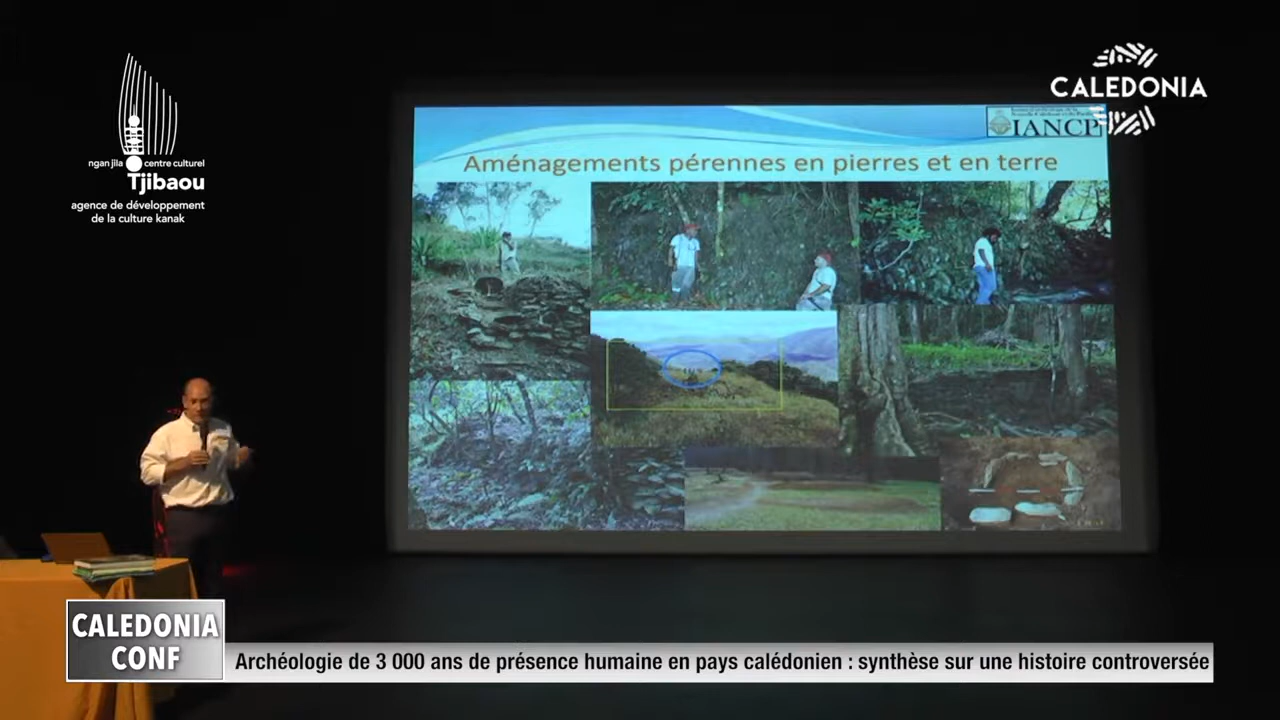 ngan jila centre culturel
Tjibaou
agence de développement
de la culture kanak
CALEDONIA
IANCP
Aménagements pérennes en pierres et en terre
CALEDONIA
CONF
Archéologie de 3 000 ans de présence humaine en pays calédonien : synthèse sur une histoire controversée